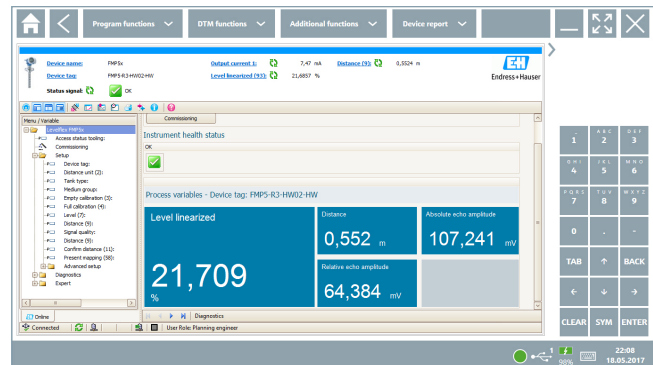 Program functions
DTM functions
Additional functions
Device report
Device name: FMP5x Output current 1: 7,47 mA Distance (9): 0,5524 m
Device tag: FMP5-R3-HW02-HW Level linearized (93): 21,6857 %
Status signal: OK
EH
Endress+Hauser
Menu / Variable
Levelflex FMP5x
Access status tooling:
Commissioning
Setup
Device tag:
Distance unit (2):
Tank type:
Medium group:
Empty calibration (3):
Full calibration (4):
Level (7):
Distance (9):
Signal quality:
Distance (9):
Confirm distance (11):
Present mapping (58):
Advanced setup
Diagnostics
Expert
Online
Commissioning
Instrument health status
OK
Process variables - Device tag: FMP5-R3-HW02-HW
Level linearized
21,709
%
Distance
0,552 m
Absolute echo amplitude
107,241 mV
Relative echo amplitude
64,384 mV
Diagnostics
Connected
User Role: Planning engineer
1
ABC
2
DEF
3
GHI
4
JKL
5
MNO
6
PQRS
7
TUV
8
WXYZ
9
0
.
-
TAB
BACK
CLEAR
SYM
ENTER
1
98%
22:08
18.05.2017